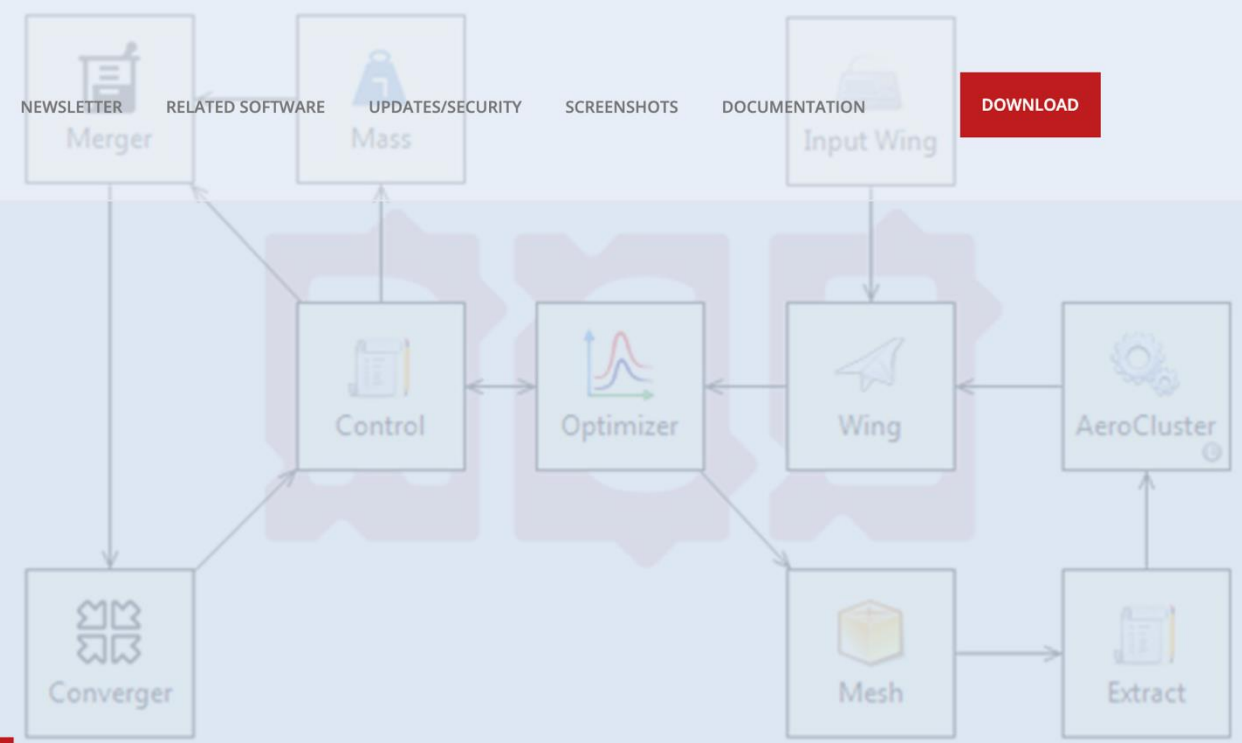 NEWSLETTER RELATED SOFTWARE UPDATES/SECURITY SCREENSHOTS DOCUMENTATION DOWNLOAD
Merger Mass Input Wing
Control Optimizer Wing AeroCluster
Converger Mesh Extract